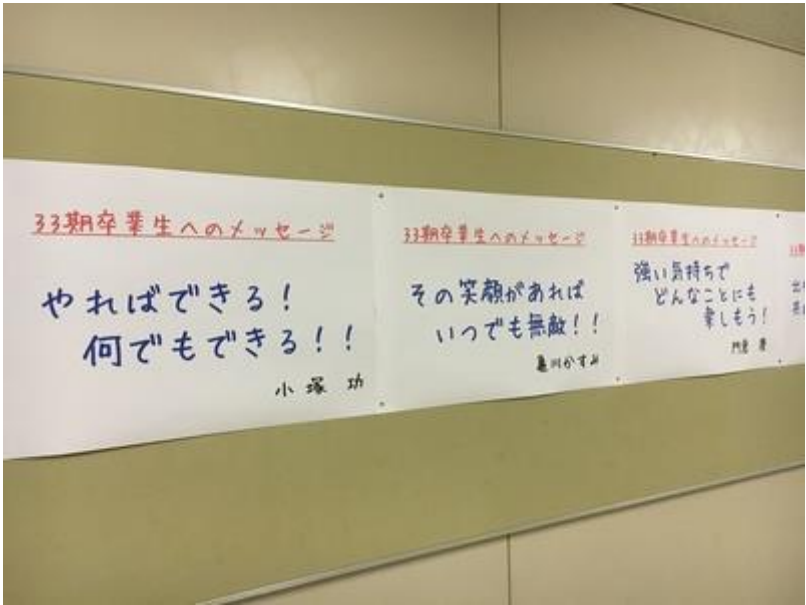 33期卒業生へのメッセージ
やればできる!
何でもできる!!
小塚 功
33期卒業生へのメッセージ
その笑顔があれば
いつでも無敵!!
亀川かすみ
33期卒業生へのメッセージ
強い気持ちで
どんなことにも
楽しもう!